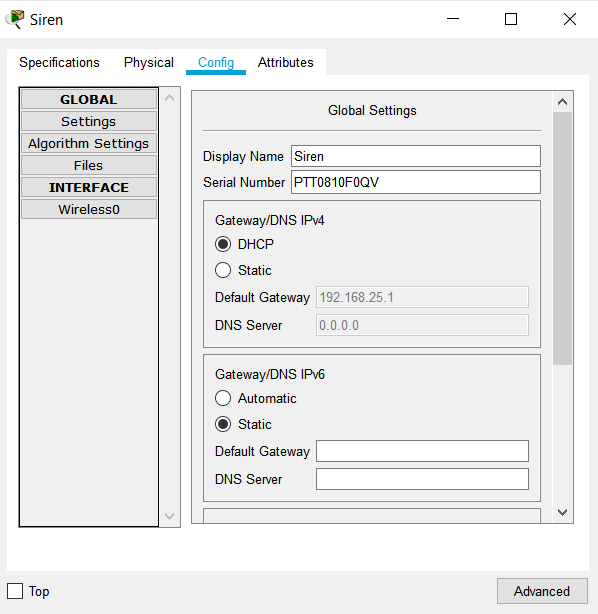 Siren
Specifications Physical Config Attributes
GLOBAL
Settings
Algorithm Settings
Files
INTERFACE
Wireless0
Global Settings
Display Name Siren
Serial Number PTT0810F0QV
Gateway/DNS IPv4
DHCP
Static
Default Gateway 192.168.25.1
DNS Server 0.0.0.0
Gateway/DNS IPv6
Automatic
Static
Default Gateway
DNS Server
Top Advanced